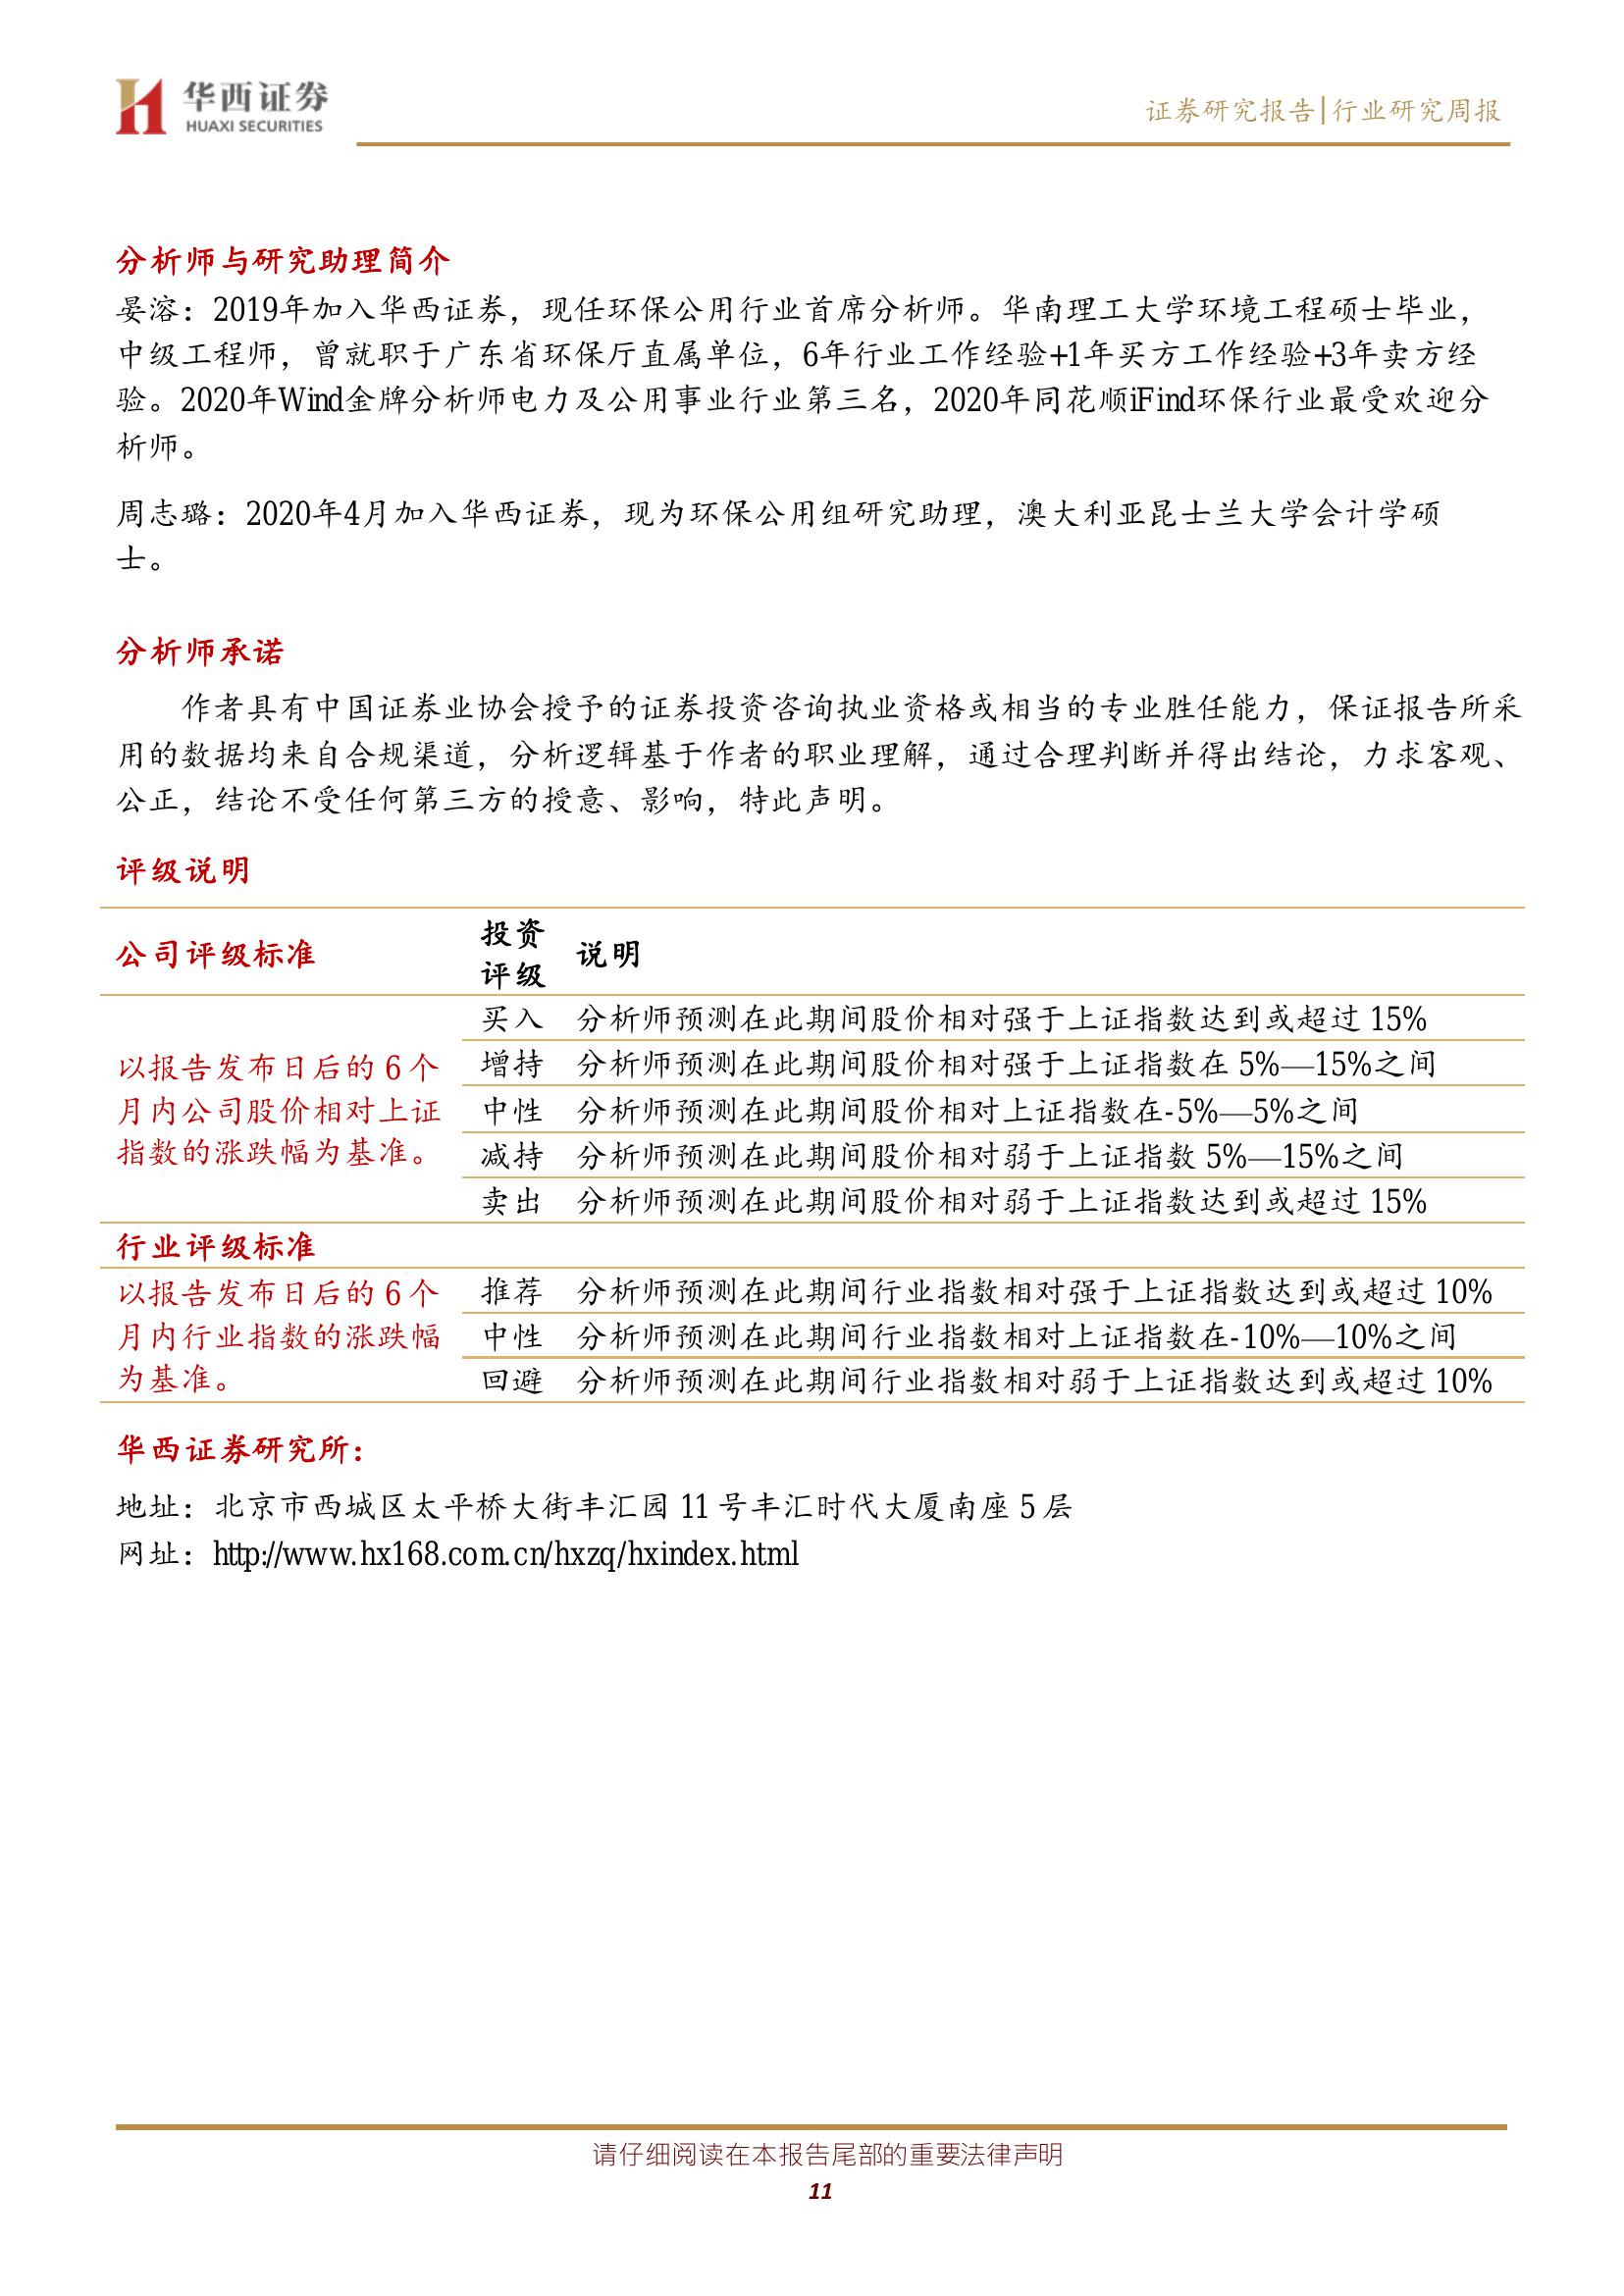 华西证券
HUAXI SECURITIES
证券研究报告|行业研究周报
分析师与研究助理简介
晏溶：2019年加入华西证券，现任环保公用行业首席分析师。华南理工大学环境工程硕士毕业，
中级工程师，曾就职于广东省环保厅直属单位，6年行业工作经验+1年买方工作经验+3年卖方经
验。2020年Wind金牌分析师电力及公用事业行业第三名，2020年同花顺iFind环保行业最受欢迎分
析师。
周志璐：2020年4月加入华西证券，现为环保公用组研究助理，澳大利亚昆士兰大学会计学硕
士。
分析师承诺
作者具有中国证券业协会授予的证券投资咨询执业资格或相当的专业胜任能力，保证报告所采
用的数据均来自合规渠道，分析逻辑基于作者的职业理解，通过合理判断并得出结论，力求客观、
公正，结论不受任何第三方的授意、影响，特此声明。
评级说明
公司评级标准
投资
评级
说明
以报告发布日后的 6 个
月内公司股价相对上证
指数的涨跌幅为基准。
买入 分析师预测在此期间股价相对强于上证指数达到或超过 15%
增持 分析师预测在此期间股价相对强于上证指数在 5%—15%之间
中性 分析师预测在此期间股价相对上证指数在-5%—5%之间
减持 分析师预测在此期间股价相对弱于上证指数 5%—15%之间
卖出 分析师预测在此期间股价相对弱于上证指数达到或超过 15%
行业评级标准
以报告发布日后的 6 个
月内行业指数的涨跌幅
为基准。
推荐 分析师预测在此期间行业指数相对强于上证指数达到或超过 10%
中性 分析师预测在此期间行业指数相对上证指数在-10%—10%之间
回避 分析师预测在此期间行业指数相对弱于上证指数达到或超过 10%
华西证券研究所：
地址：北京市西城区太平桥大街丰汇园 11 号丰汇时代大厦南座 5 层
网址：http://www.hx168.com.cn/hxzq/hxindex.html
请仔细阅读在本报告尾部的重要法律声明
11